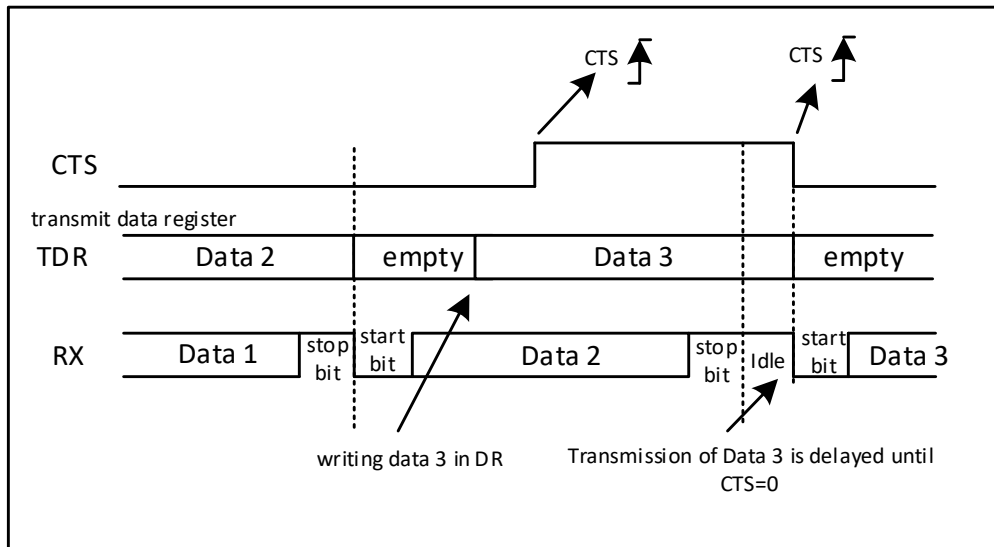 CTS CTS
CTS
transmit data register
TDR Data 2 empty Data 3 empty
RX Data 1 stop bit start bit Data 2 stop bit Idle start bit Data 3
writing data 3 in DR
Transmission of Data 3 is delayed until
CTS=0